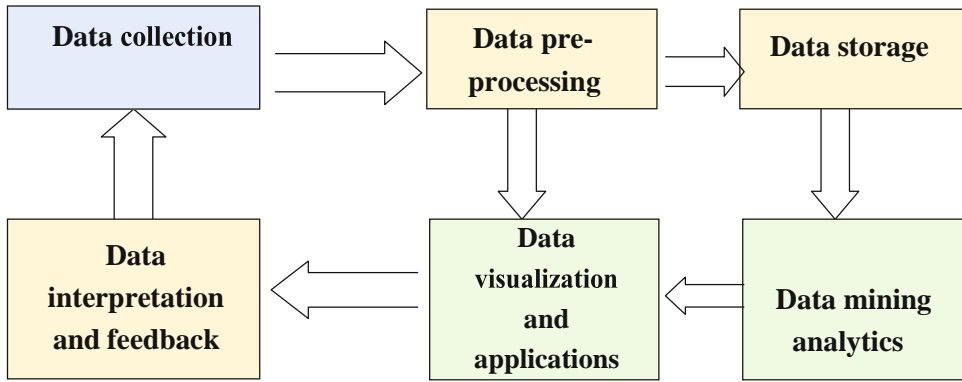 Data collection
Data pre-
processing
Data storage
Data
interpretation
and feedback
Data
visualization
and
applications
Data mining
analytics